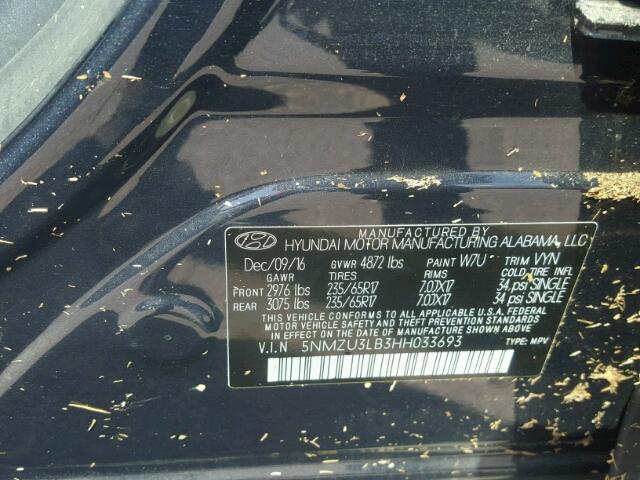 MANUFACTURED BY
HYUNDAI MOTOR MANUFACTURING ALABAMA, LLC
Dec/09/16 GVWR 4872 lbs PAINT W7U TRIM VYN
GAWR TIRES RIMS COLD TIRE INFL
FRONT 2976 lbs 235/65R17 7.0JX17 34 psi SINGLE
REAR 3075 lbs 235/65R17 7.0JX17 34 psi SINGLE
THIS VEHICLE CONFORMS TO ALL APPLICABLE U.S.A. FEDERAL
MOTOR VEHICLE SAFETY AND THEFT PREVENTION STANDARDS IN
EFFECT ON THE DATE OF MANUFACTURE SHOWN ABOVE.
V.I.N 5NMZU3LB3HH033693 TYPE: MPV